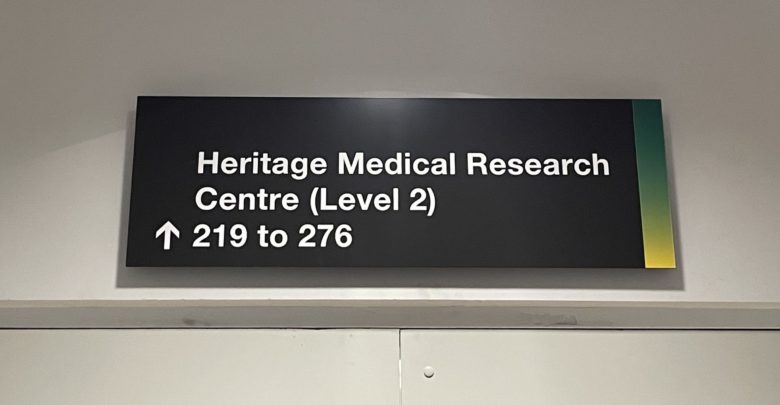 Heritage Medical Research
Centre (Level 2)
↑ 219 to 276